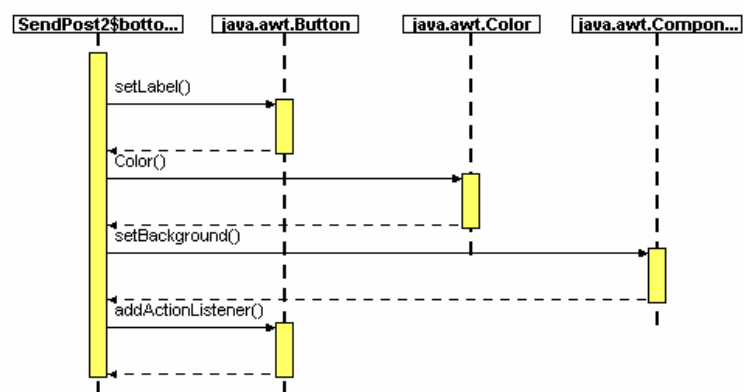 SendPost2$botto... java.awt.Button java.awt.Color java.awt.Compon...
setLabel()
Color()
setBackground()
addActionListener()